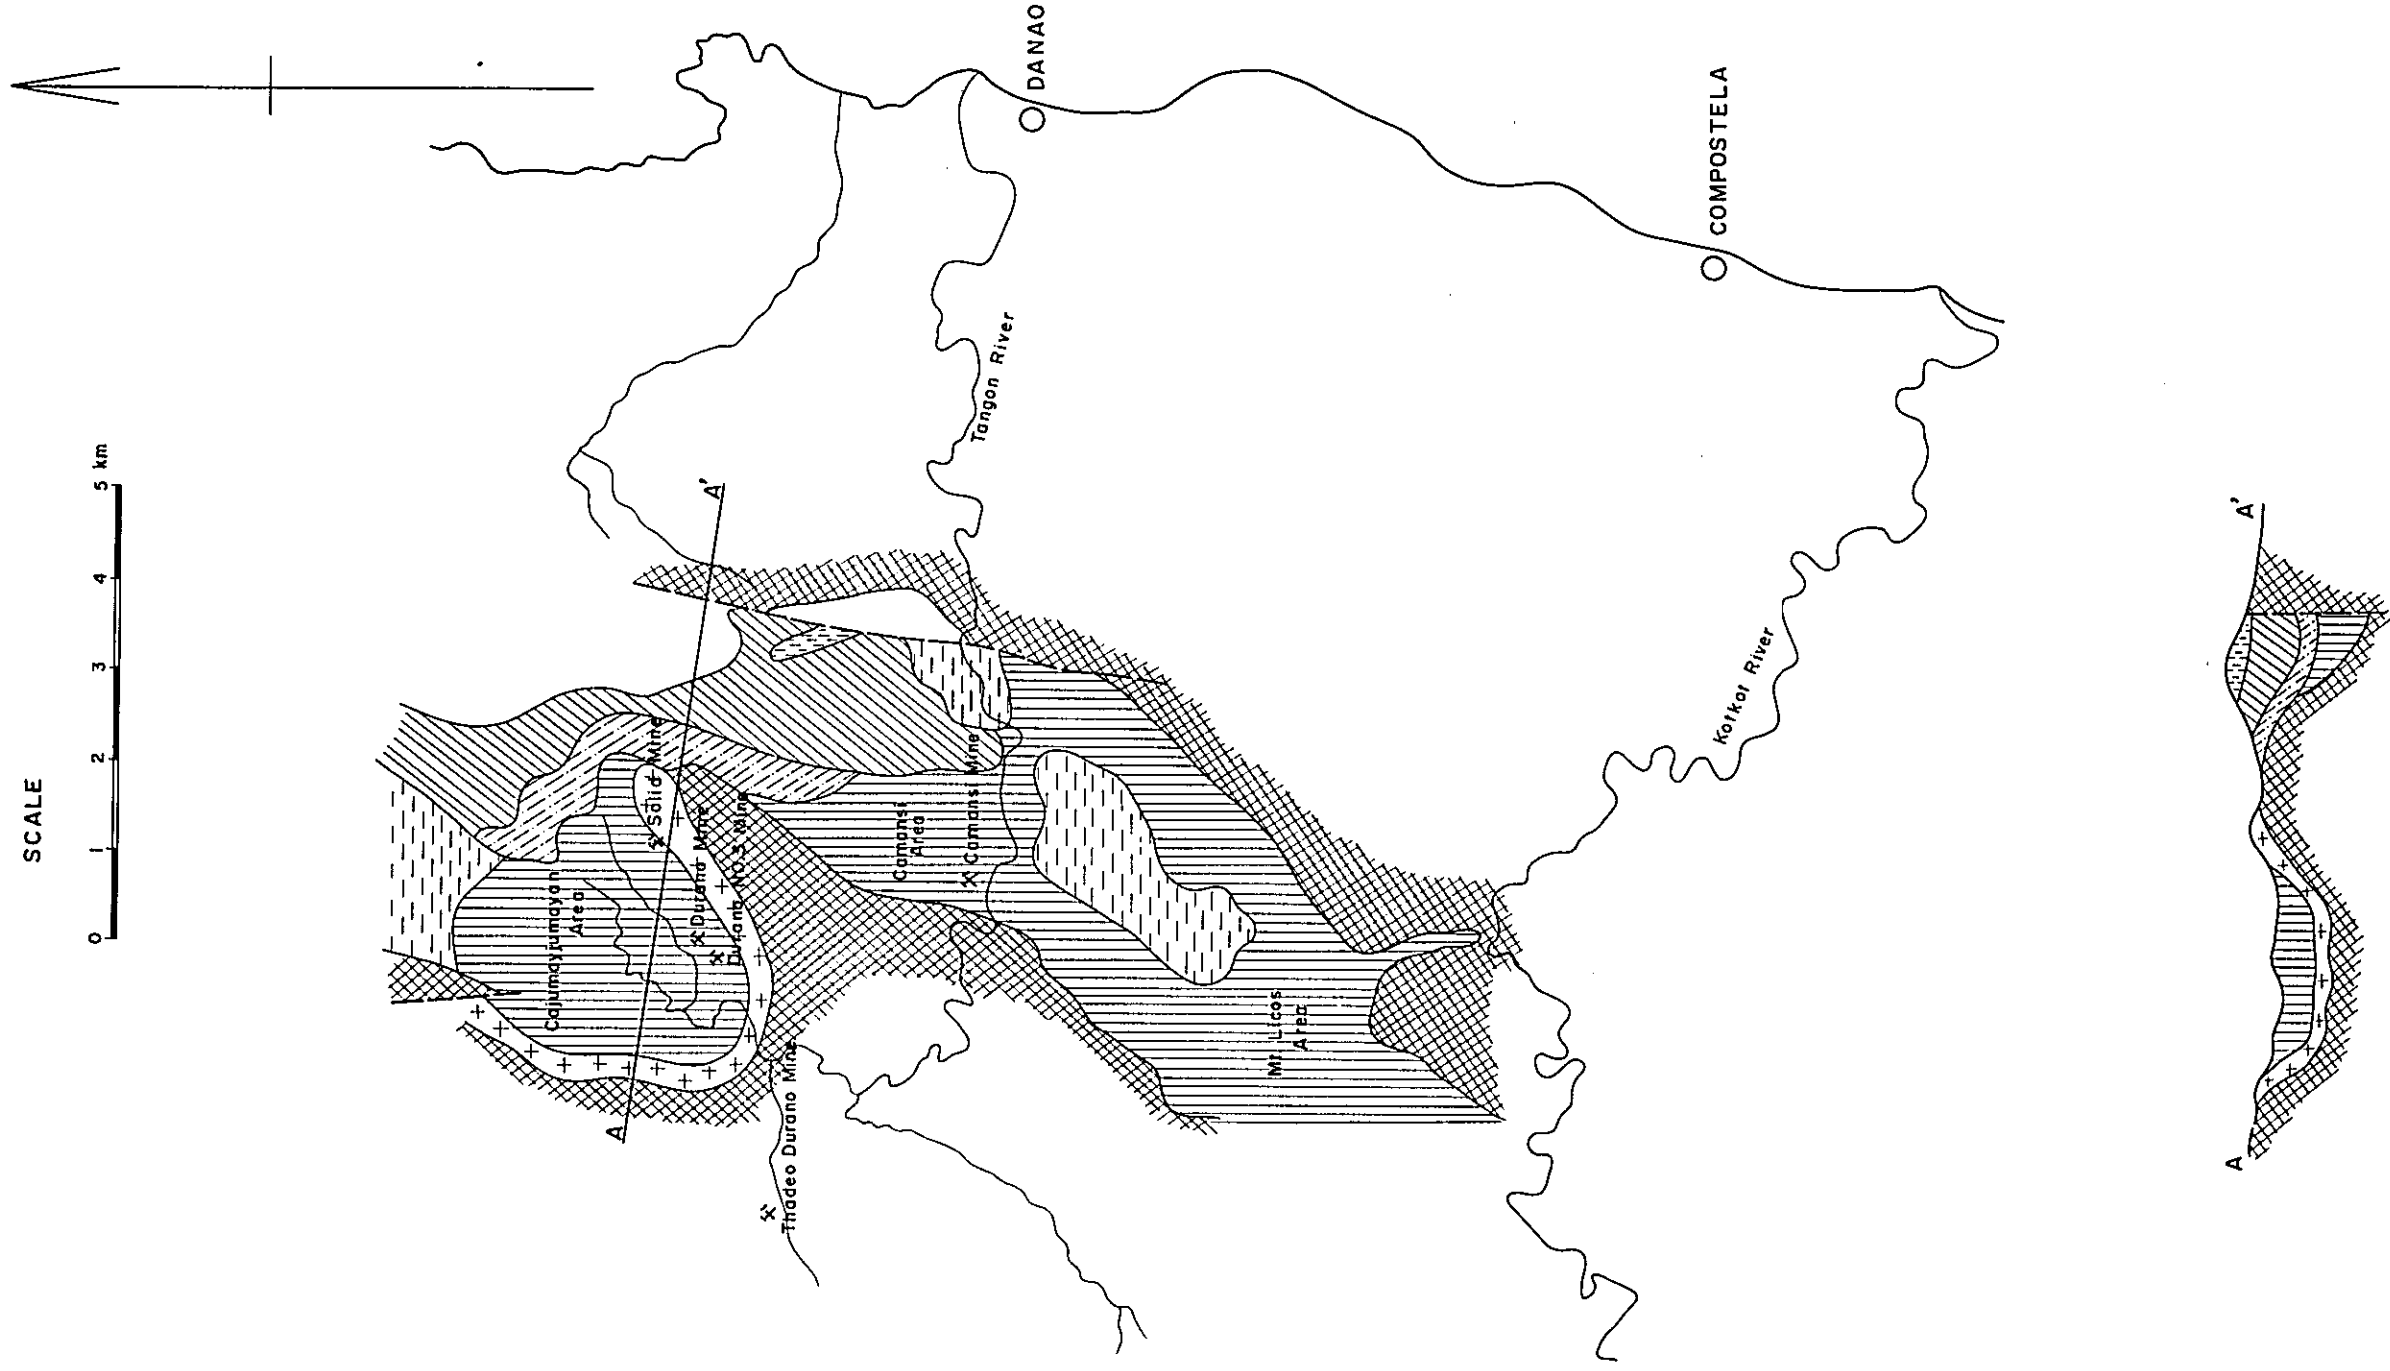 SCALE
0 1 2 3 4 5 km
DANAO
COMPOSTELA
Tangon River
Kotkot River
A
A'
Cajumayjumayan
Area
Solid Mine
Durano Mine
Durano NO.3 Mine
Thadeo Durano Mine
Camansi
Area
Camansi Mine
Mt. Licos
Area
A
A'